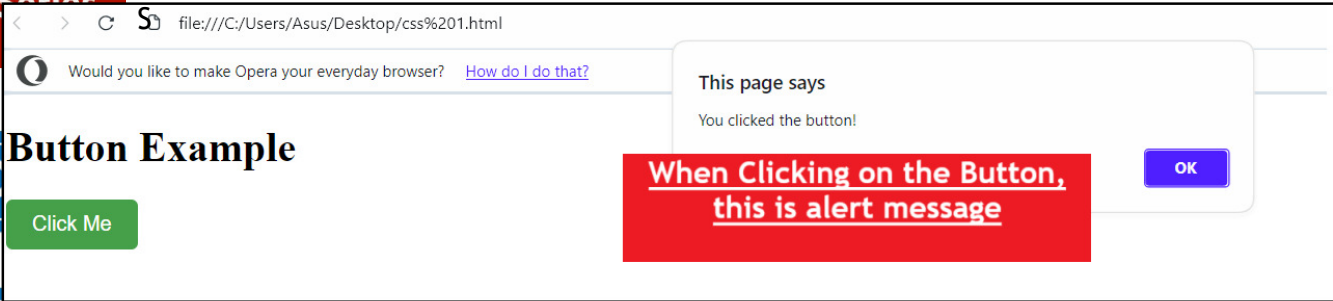 file:///C:/Users/Asus/Desktop/css%201.html
Would you like to make Opera your everyday browser? How do I do that?
This page says
You clicked the button!
OK
Button Example
Click Me
When Clicking on the Button,
this is alert message